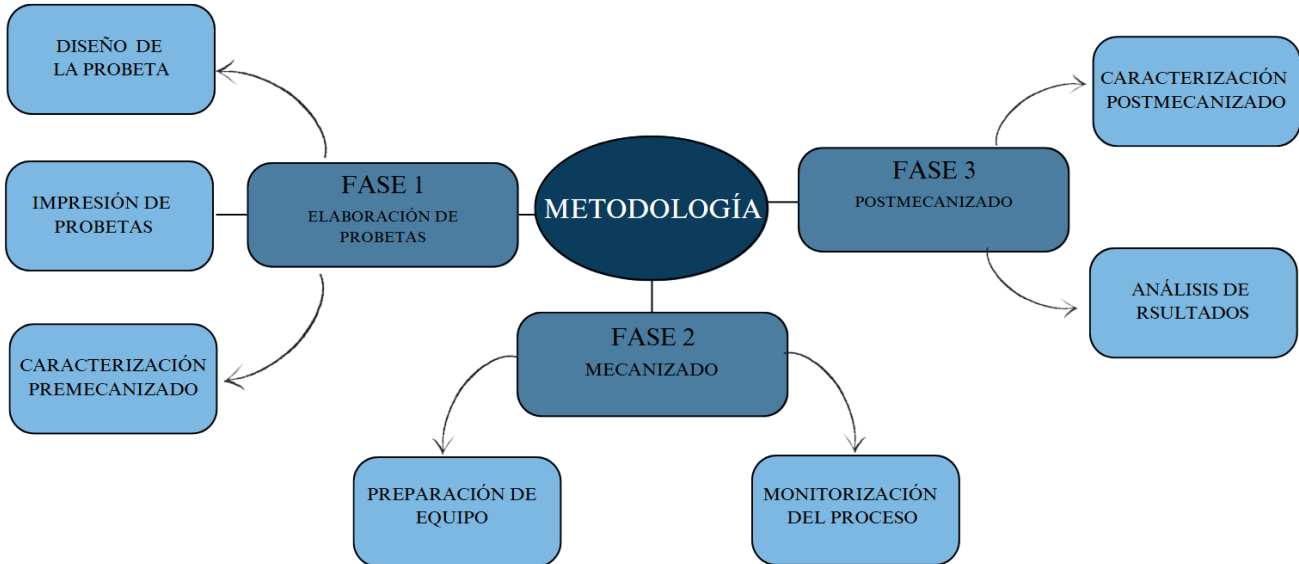 METODOLOGÍA
FASE 1
ELABORACIÓN DE
PROBETAS
DISEÑO DE
LA PROBETA
IMPRESIÓN DE
PROBETAS
CARACTERIZACIÓN
PREMECANIZADO
FASE 2
MECANIZADO
PREPARACIÓN DE
EQUIPO
MONITORIZACIÓN
DEL PROCESO
FASE 3
POSTMECANIZADO
CARACTERIZACIÓN
POSTMECANIZADO
ANÁLISIS DE
RSULTADOS